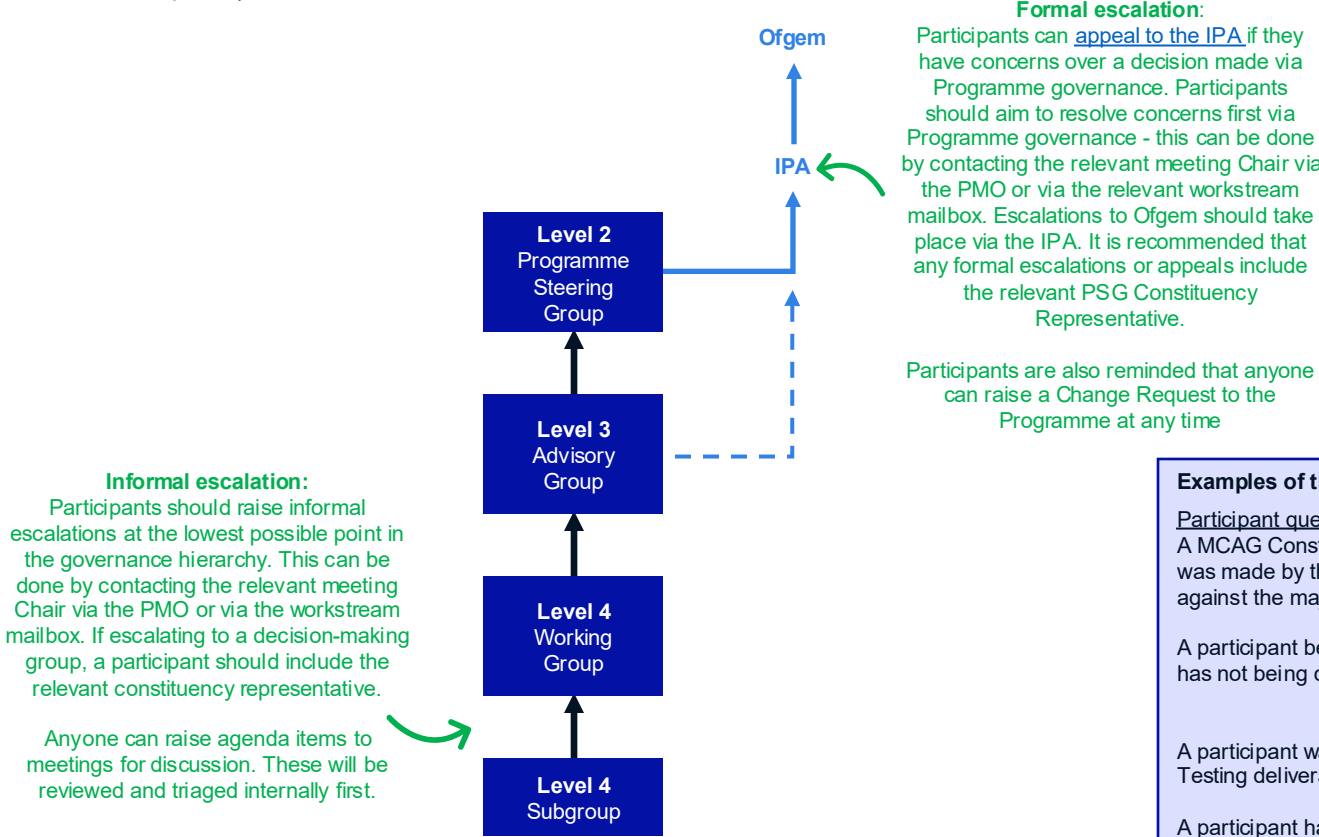 Ofgem
IPA
Formal escalation:
Participants can appeal to the IPA if they
have concerns over a decision made via
Programme governance. Participants
should aim to resolve concerns first via
Programme governance - this can be done
by contacting the relevant meeting Chair via
the PMO or via the relevant workstream
mailbox. Escalations to Ofgem should take
place via the IPA. It is recommended that
any formal escalations or appeals include
the relevant PSG Constituency
Representative.
Participants are also reminded that anyone
can raise a Change Request to the
Programme at any time
Level 2
Programme
Steering
Group
Level 3
Advisory
Group
Level 4
Working
Group
Level 4
Subgroup
Informal escalation:
Participants should raise informal
escalations at the lowest possible point in
the governance hierarchy. This can be
done by contacting the relevant meeting
Chair via the PMO or via the workstream
mailbox. If escalating to a decision-making
group, a participant should include the
relevant constituency representative.
Anyone can raise agenda items to
meetings for discussion. These will be
reviewed and triaged internally first.
Examples of
Participant
A MCAG
was made by
against the
A participant
has not being
A participant
Testing
A participant